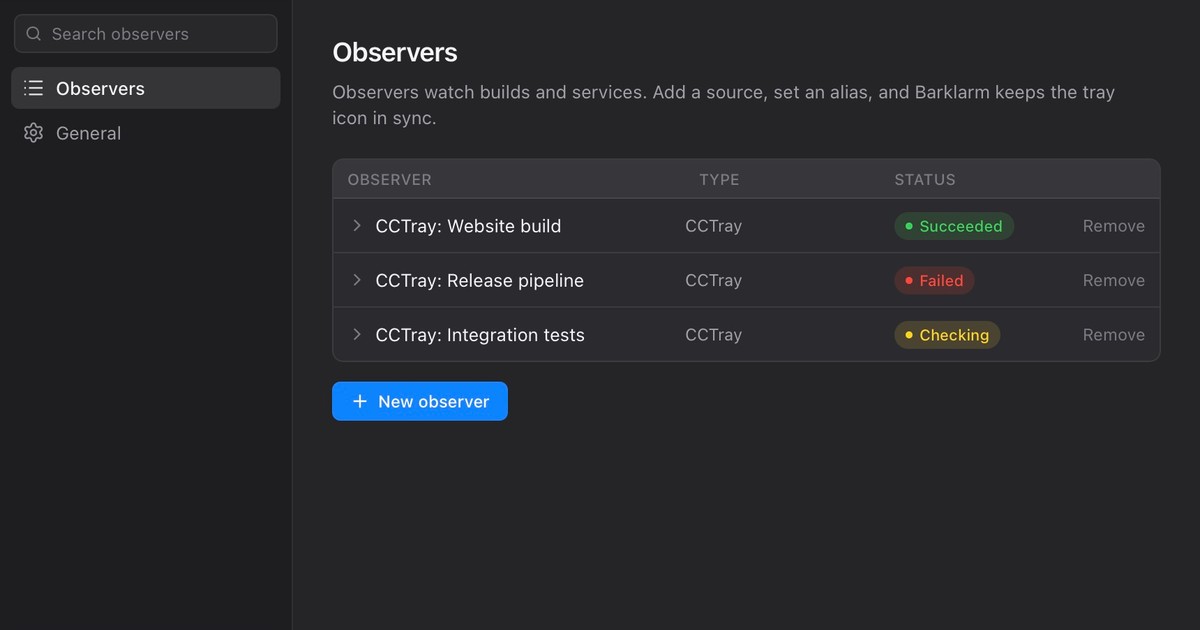 Search observers
Observers
General
Observers
Observers watch builds and services. Add a source, set an alias, and Barklarm keeps the tray
icon in sync.
OBSERVER TYPE STATUS
CCTray: Website build CCTray Succeeded Remove
CCTray: Release pipeline CCTray Failed Remove
CCTray: Integration tests CCTray Checking Remove
New observer